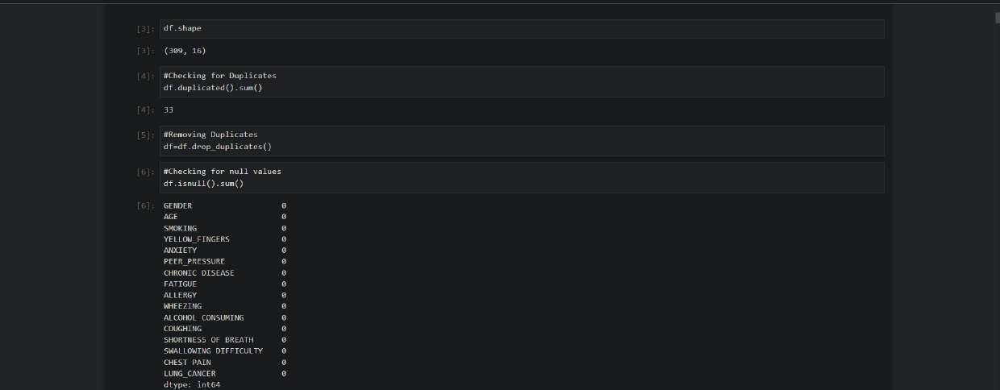 [3]: df.shape
[3]: (309, 16)
[4]: #Checking for Duplicates
df.duplicated().sum()
[4]: 33
[5]: #Removing Duplicates
df=df.drop_duplicates()
[6]: #Checking for null values
df.isnull().sum()
[6]: GENDER 0
AGE 0
SMOKING 0
YELLOW_FINGERS 0
ANXIETY 0
PEER_PRESSURE 0
CHRONIC DISEASE 0
FATIGUE 0
ALLERGY 0
WHEEZING 0
ALCOHOL CONSUMING 0
COUGHING 0
SHORTNESS OF BREATH 0
SWALLOWING DIFFICULTY 0
CHEST PAIN 0
LUNG_CANCER 0
dtype: int64